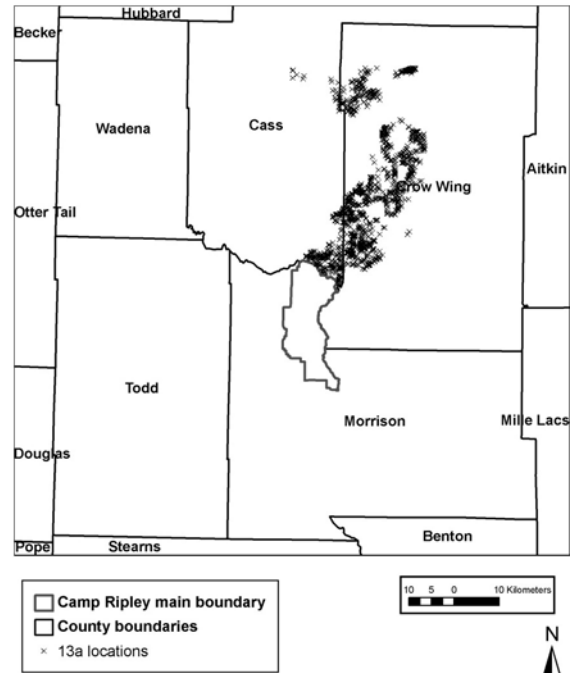 Hubbard
Becker
Wadena
Cass
Crow Wing
Aitkin
Otter Tail
Todd
Morrison
Mille Lacs
Douglas
Pope
Stearns
Benton
Camp Ripley main boundary
County boundaries
13a locations
10 5 0 10 Kilometers
N